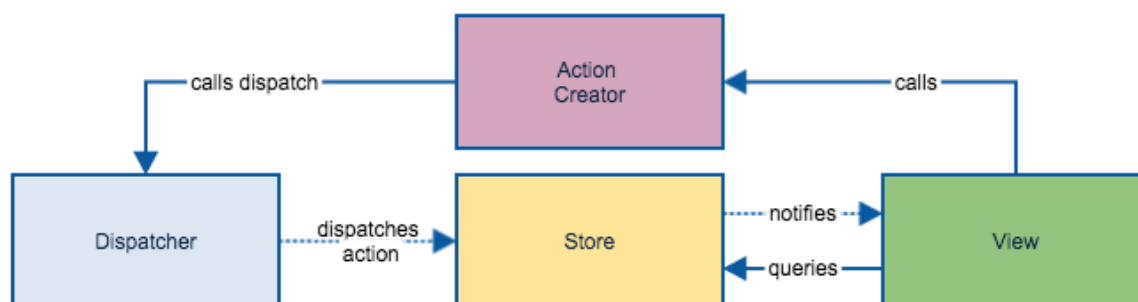 Action
Creator
calls dispatch
calls
Dispatcher
dispatches
action
Store
notifies
queries
View